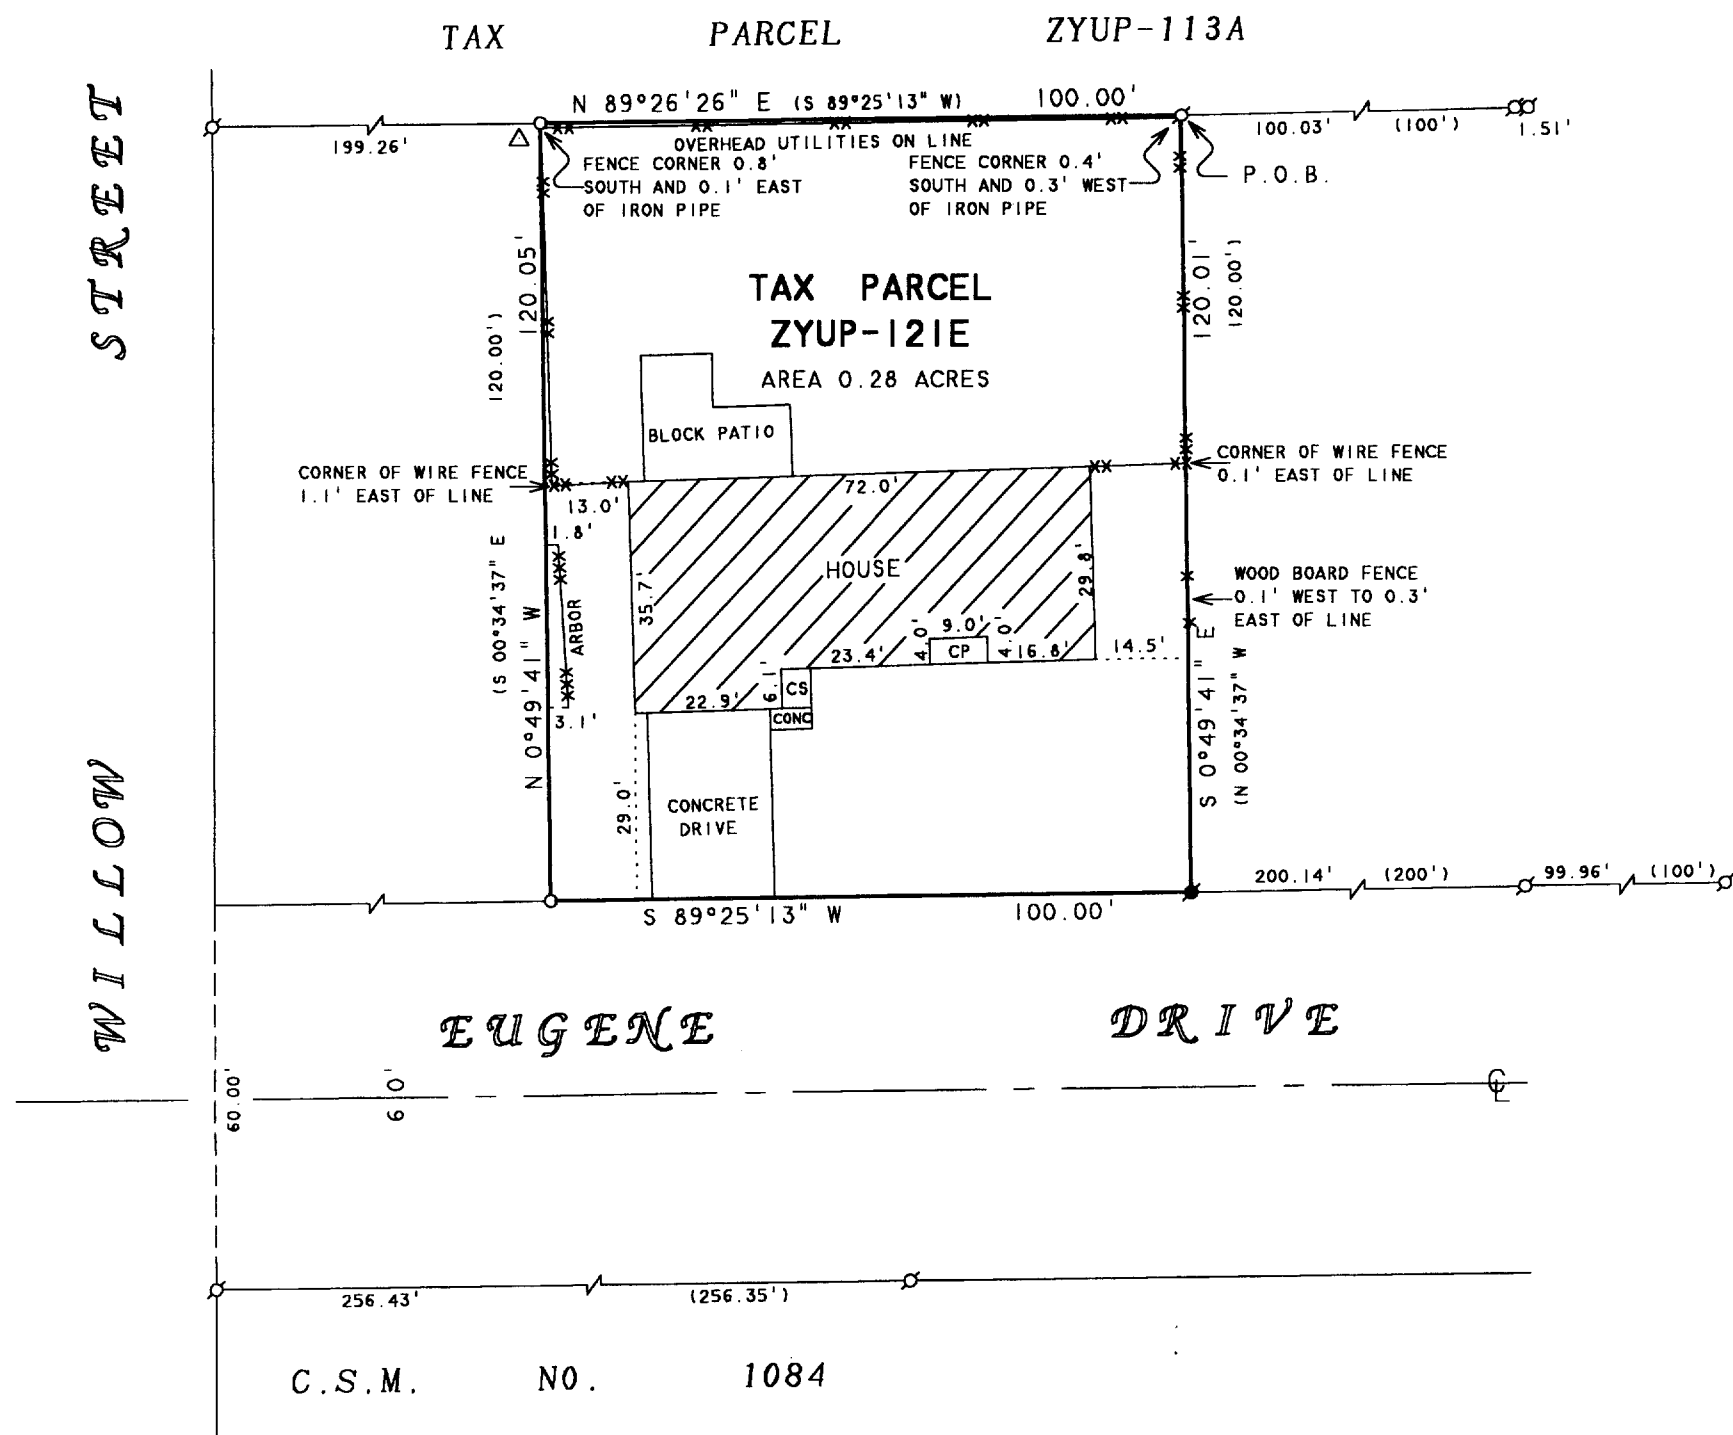 TAX PARCEL ZYUP-113A
N 89°26'26" E (S 89°25'13" W) 100.00'
199.26'
100.03' (100') 1.51'
OVERHEAD UTILITIES ON LINE
FENCE CORNER 0.8'
SOUTH AND 0.1' EAST
OF IRON PIPE
FENCE CORNER 0.4'
SOUTH AND 0.3' WEST
OF IRON PIPE
P.O.B.
WILLOW STREET
120.05'
(120.00')
TAX PARCEL
ZYUP-121E
AREA 0.28 ACRES
120.01'
(120.00')
BLOCK PATIO
CORNER OF WIRE FENCE
1.1' EAST OF LINE
CORNER OF WIRE FENCE
0.1' EAST OF LINE
13.0'
72.0'
1.8'
HOUSE
35.7'
29.8'
ARBOR
WOOD BOARD FENCE
0.1' WEST TO 0.3'
EAST OF LINE
(S 00°34'37" E
N 0°49'41" W
4.0' 9.0' 4.0'
CP
23.4'
16.8'
14.5'
6.1'
CS
22.9'
CONC
3.1'
S 0°49'41" E
(N 00°34'37" W
29.0'
CONCRETE
DRIVE
200.14' (200') 99.96' (100')
S 89°25'13" W 100.00'
EUGENE DRIVE
60.00'
60'
CL
256.43' (256.35')
C.S.M. NO. 1084